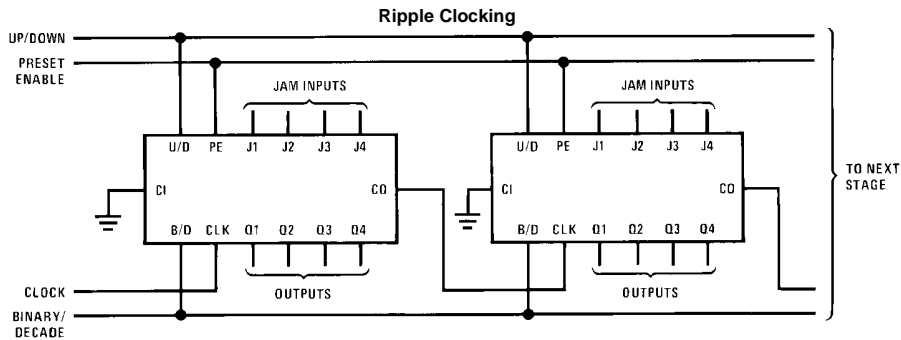 Ripple Clocking
UP/DOWN
PRESET
ENABLE
JAM INPUTS
JAM INPUTS
U/D PE J1 J2 J3 J4
U/D PE J1 J2 J3 J4
CI CO
CI CO
TO NEXT
STAGE
B/D CLK Q1 Q2 Q3 Q4
B/D CLK Q1 Q2 Q3 Q4
CLOCK
OUTPUTS
OUTPUTS
BINARY/
DECADE